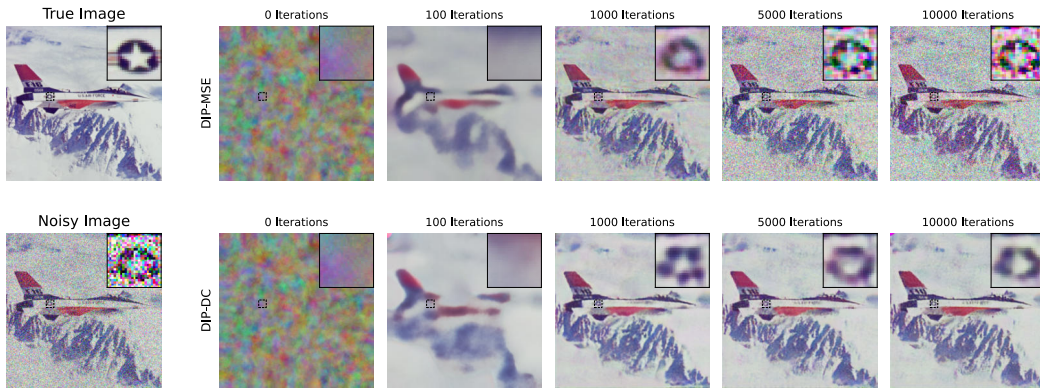 True Image
0 Iterations
100 Iterations
1000 Iterations
5000 Iterations
10000 Iterations
DIP-MSE
Noisy Image
0 Iterations
100 Iterations
1000 Iterations
5000 Iterations
10000 Iterations
DIP-DC